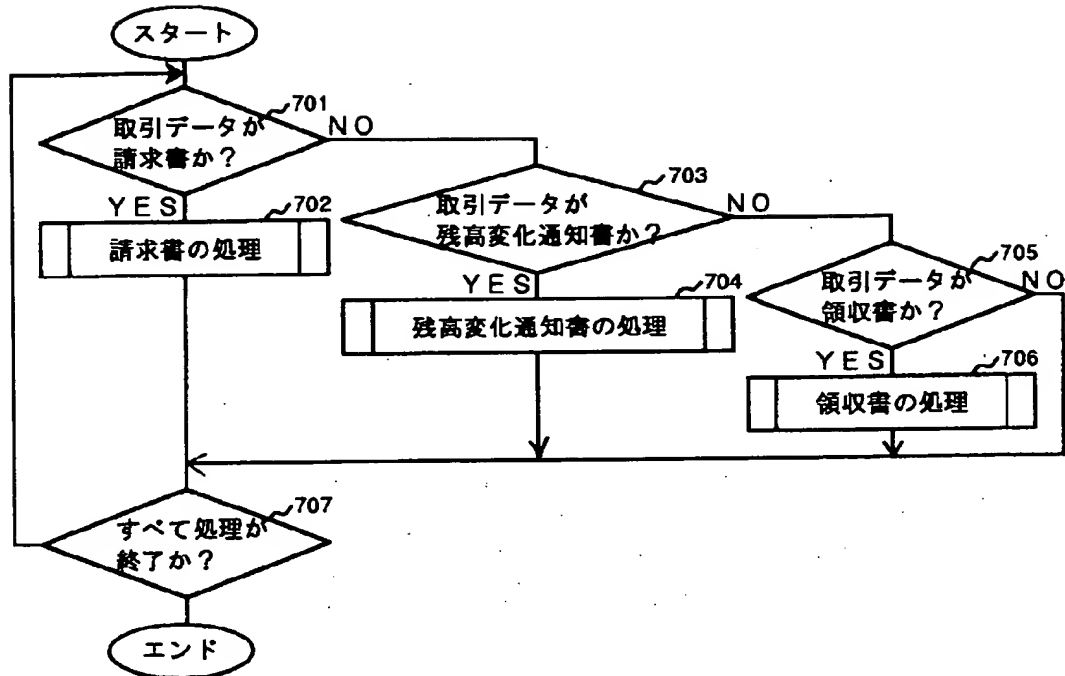 スタート
701
取引データが
請求書か？
NO
YES
702
請求書の処理
703
取引データが
残高変化通知書か？
NO
YES
704
残高変化通知書の処理
705
取引データが
領収書か？
NO
YES
706
領収書の処理
707
すべて処理が
終了か？
エンド